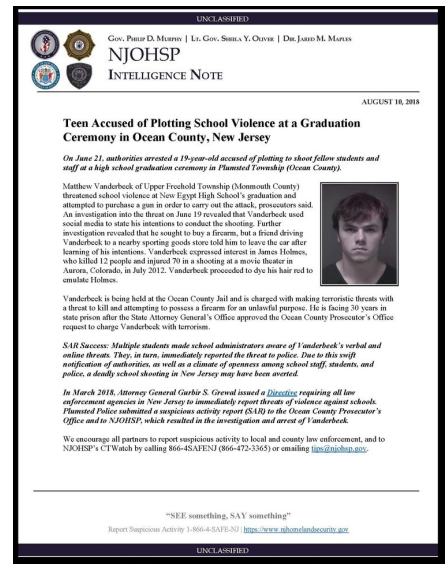 UNCLASSIFIED
GOV. PHILIP D. MURPHY | LT. GOV. SHEILA Y. OLIVER | DIR. JARED M. MAPLES
NJOHSP
INTELLIGENCE NOTE
AUGUST 10, 2018
Teen Accused of Plotting School Violence at a Graduation
Ceremony in Ocean County, New Jersey
On June 21, authorities arrested a 19-year-old accused of plotting to shoot fellow students and
staff at a high school graduation ceremony in Plumsted Township (Ocean County).
Matthew Vanderbeek of Upper Freehold Township (Monmouth County)
threatened school violence at New Egypt High School's graduation and
attempted to purchase a gun in order to carry out the attack, prosecutors said.
An investigation into the threat on June 19 revealed that Vanderbeek used
social media to state his intentions to conduct the shooting. Further
investigation revealed that he sought to buy a firearm, but a friend driving
Vanderbeek to a nearby sporting goods store told him to leave the car after
learning of his intentions. Vanderbeek expressed interest in James Holmes,
who killed 12 people and injured 70 in a shooting at a movie theater in
Aurora, Colorado, in July 2012. Vanderbeek proceeded to dye his hair red to
emulate Holmes.
Vanderbeek is being held at the Ocean County Jail and is charged with making terroristic threats with
a threat to kill and attempting to possess a firearm for an unlawful purpose. He is facing 30 years in
state prison after the State Attorney General's Office approved the Ocean County Prosecutor's Office
request to charge Vanderbeek with terrorism.
SAR Success: Multiple students made school administrators aware of Vanderbeek's verbal and
online threats. They, in turn, immediately reported the threat to police. Due to this swift
notification of authorities, as well as a climate of openness among school staff, students, and
police, a deadly school shooting in New Jersey may have been averted.
In March 2018, Attorney General Gurbir S. Grewal issued a Directive requiring all law
enforcement agencies in New Jersey to immediately report threats of violence against schools.
Plumsted Police submitted a suspicious activity report (SAR) to the Ocean County Prosecutor's
Office and to NJOHSP, which resulted in the investigation and arrest of Vanderbeek.
We encourage all partners to report suspicious activity to local and county law enforcement, and to
NJOHSP's CTWatch by calling 866-4SAFENJ (866-472-3365) or emailing tips@njohsp.gov.
"SEE something, SAY something"
Report Suspicious Activity 1-866-4-SAFE-NJ | https://www.njhomelandsecurity.gov
UNCLASSIFIED